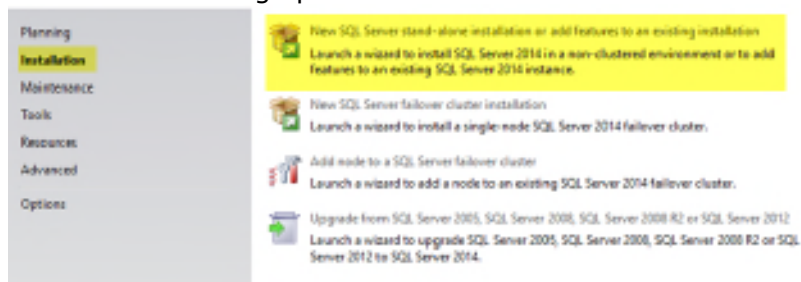 Planning
Installation
Maintenance
Tools
Resources
Advanced
Options
New SQL Server stand-alone installation or add features to an existing installation
Launch a wizard to install SQL Server 2014 in a non-clustered environment or to add
features to an existing SQL Server 2014 instance.
New SQL Server failover cluster installation
Launch a wizard to install a single-node SQL Server 2014 failover cluster.
Add node to a SQL Server failover cluster
Launch a wizard to add a node to an existing SQL Server 2014 failover cluster.
Upgrade from SQL Server 2005, SQL Server 2008, SQL Server 2008 R2 or SQL Server 2012
Launch a wizard to upgrade SQL Server 2005, SQL Server 2008, SQL Server 2008 R2 or SQL
Server 2012 to SQL Server 2014.